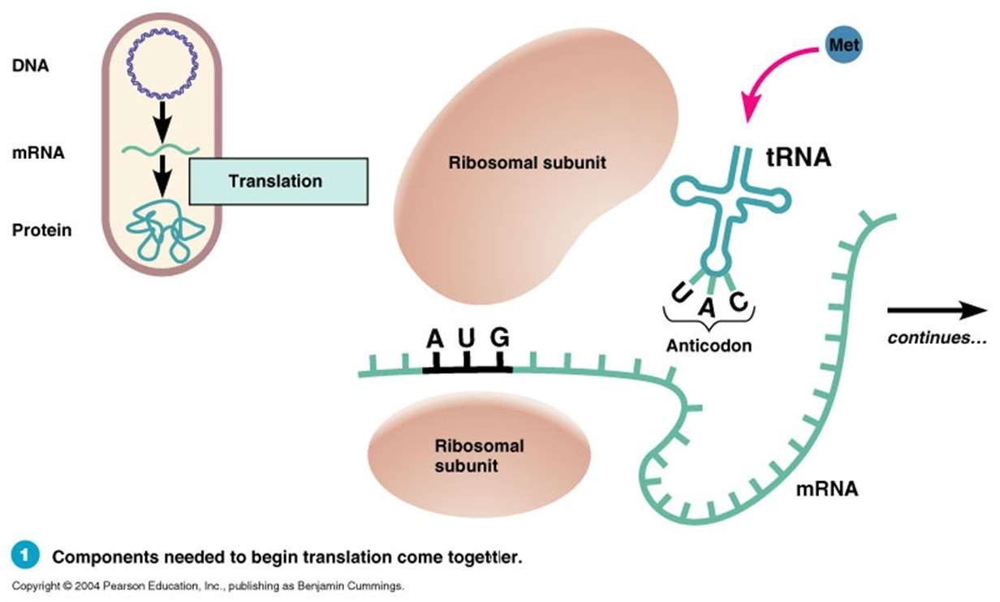 DNA
mRNA
Protein
Translation
Ribosomal subunit
Met
tRNA
U A C
Anticodon
A U G
Ribosomal
subunit
mRNA
continues...
1 Components needed to begin translation come together.
Copyright © 2004 Pearson Education, Inc., publishing as Benjamin Cummings.